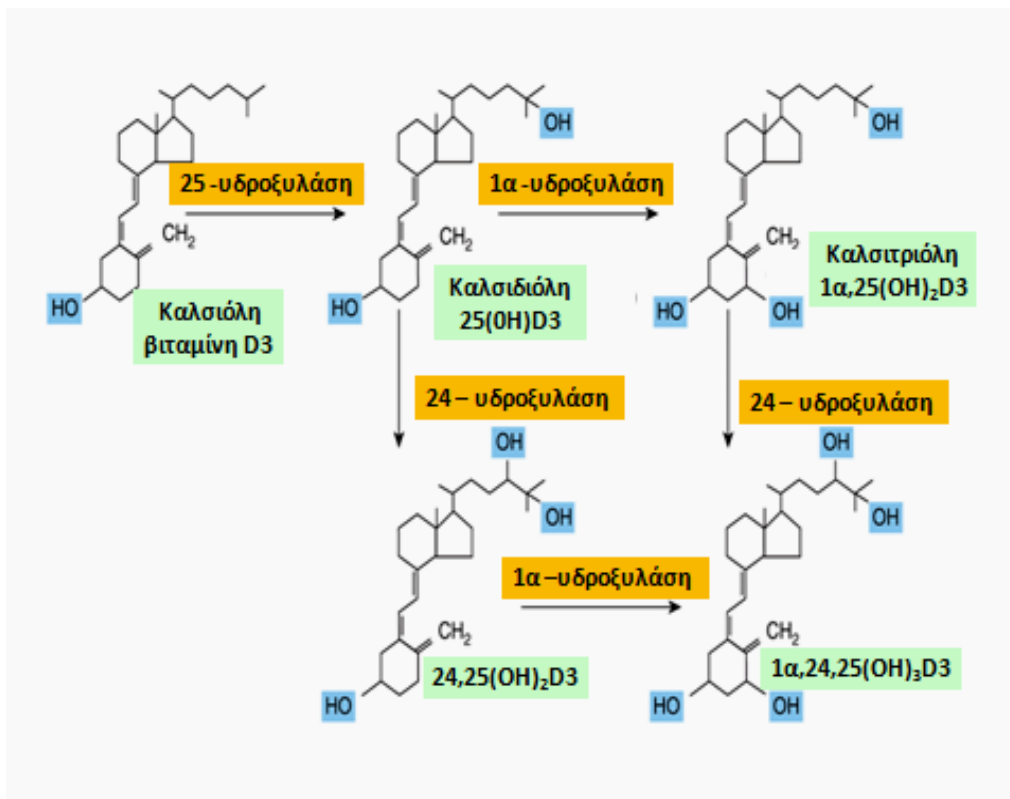 OH
OH
25 -υδροξυλάση
1α -υδροξυλάση
CH₂
CH₂
CH₂
HO
Καλσιόλη
βιταμίνη D3
HO
Καλσιδιόλη
25(0H)D3
HO
OH
Καλσιτριόλη
1α,25(OH)₂D3
24 – υδροξυλάση
24 – υδροξυλάση
OH
OH
OH
OH
1α –υδροξυλάση
CH₂
CH₂
24,25(OH)₂D3
1α,24,25(OH)₃D3
HO
HO
OH